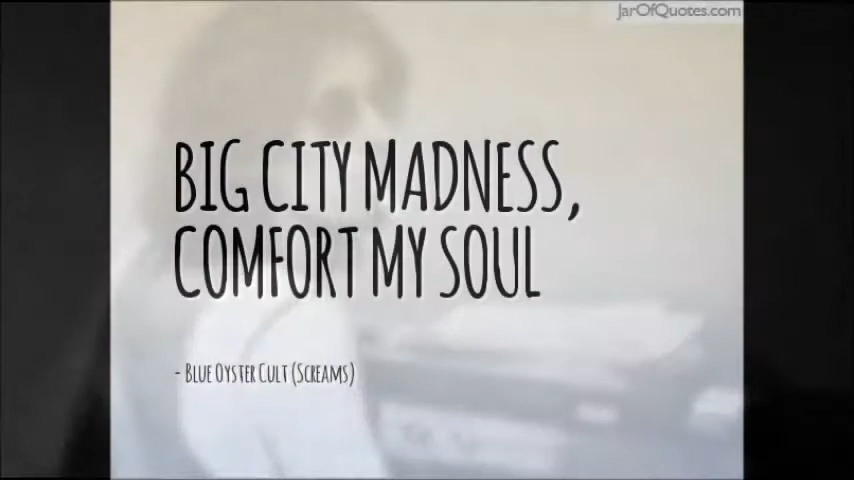 JarOfQuotes.com
BIG CITY MADNESS,
COMFORT MY SOUL
- BLUE OYSTER CULT (SCREAMS)